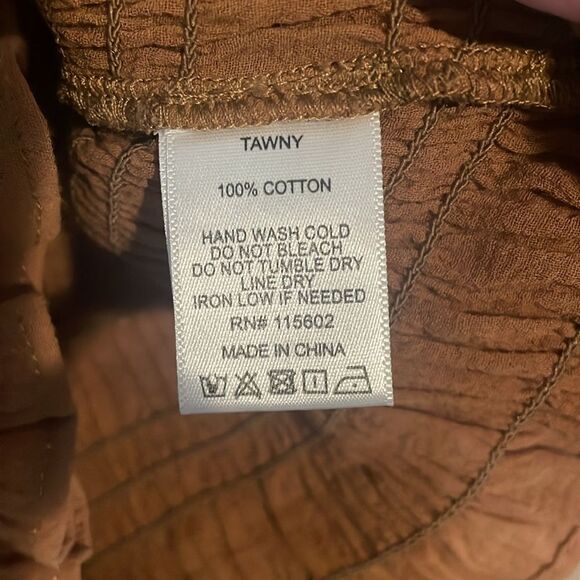 TAWNY
100% COTTON
HAND WASH COLD
DO NOT BLEACH
DO NOT TUMBLE DRY
LINE DRY
IRON LOW IF NEEDED
RN# 115602
MADE IN CHINA